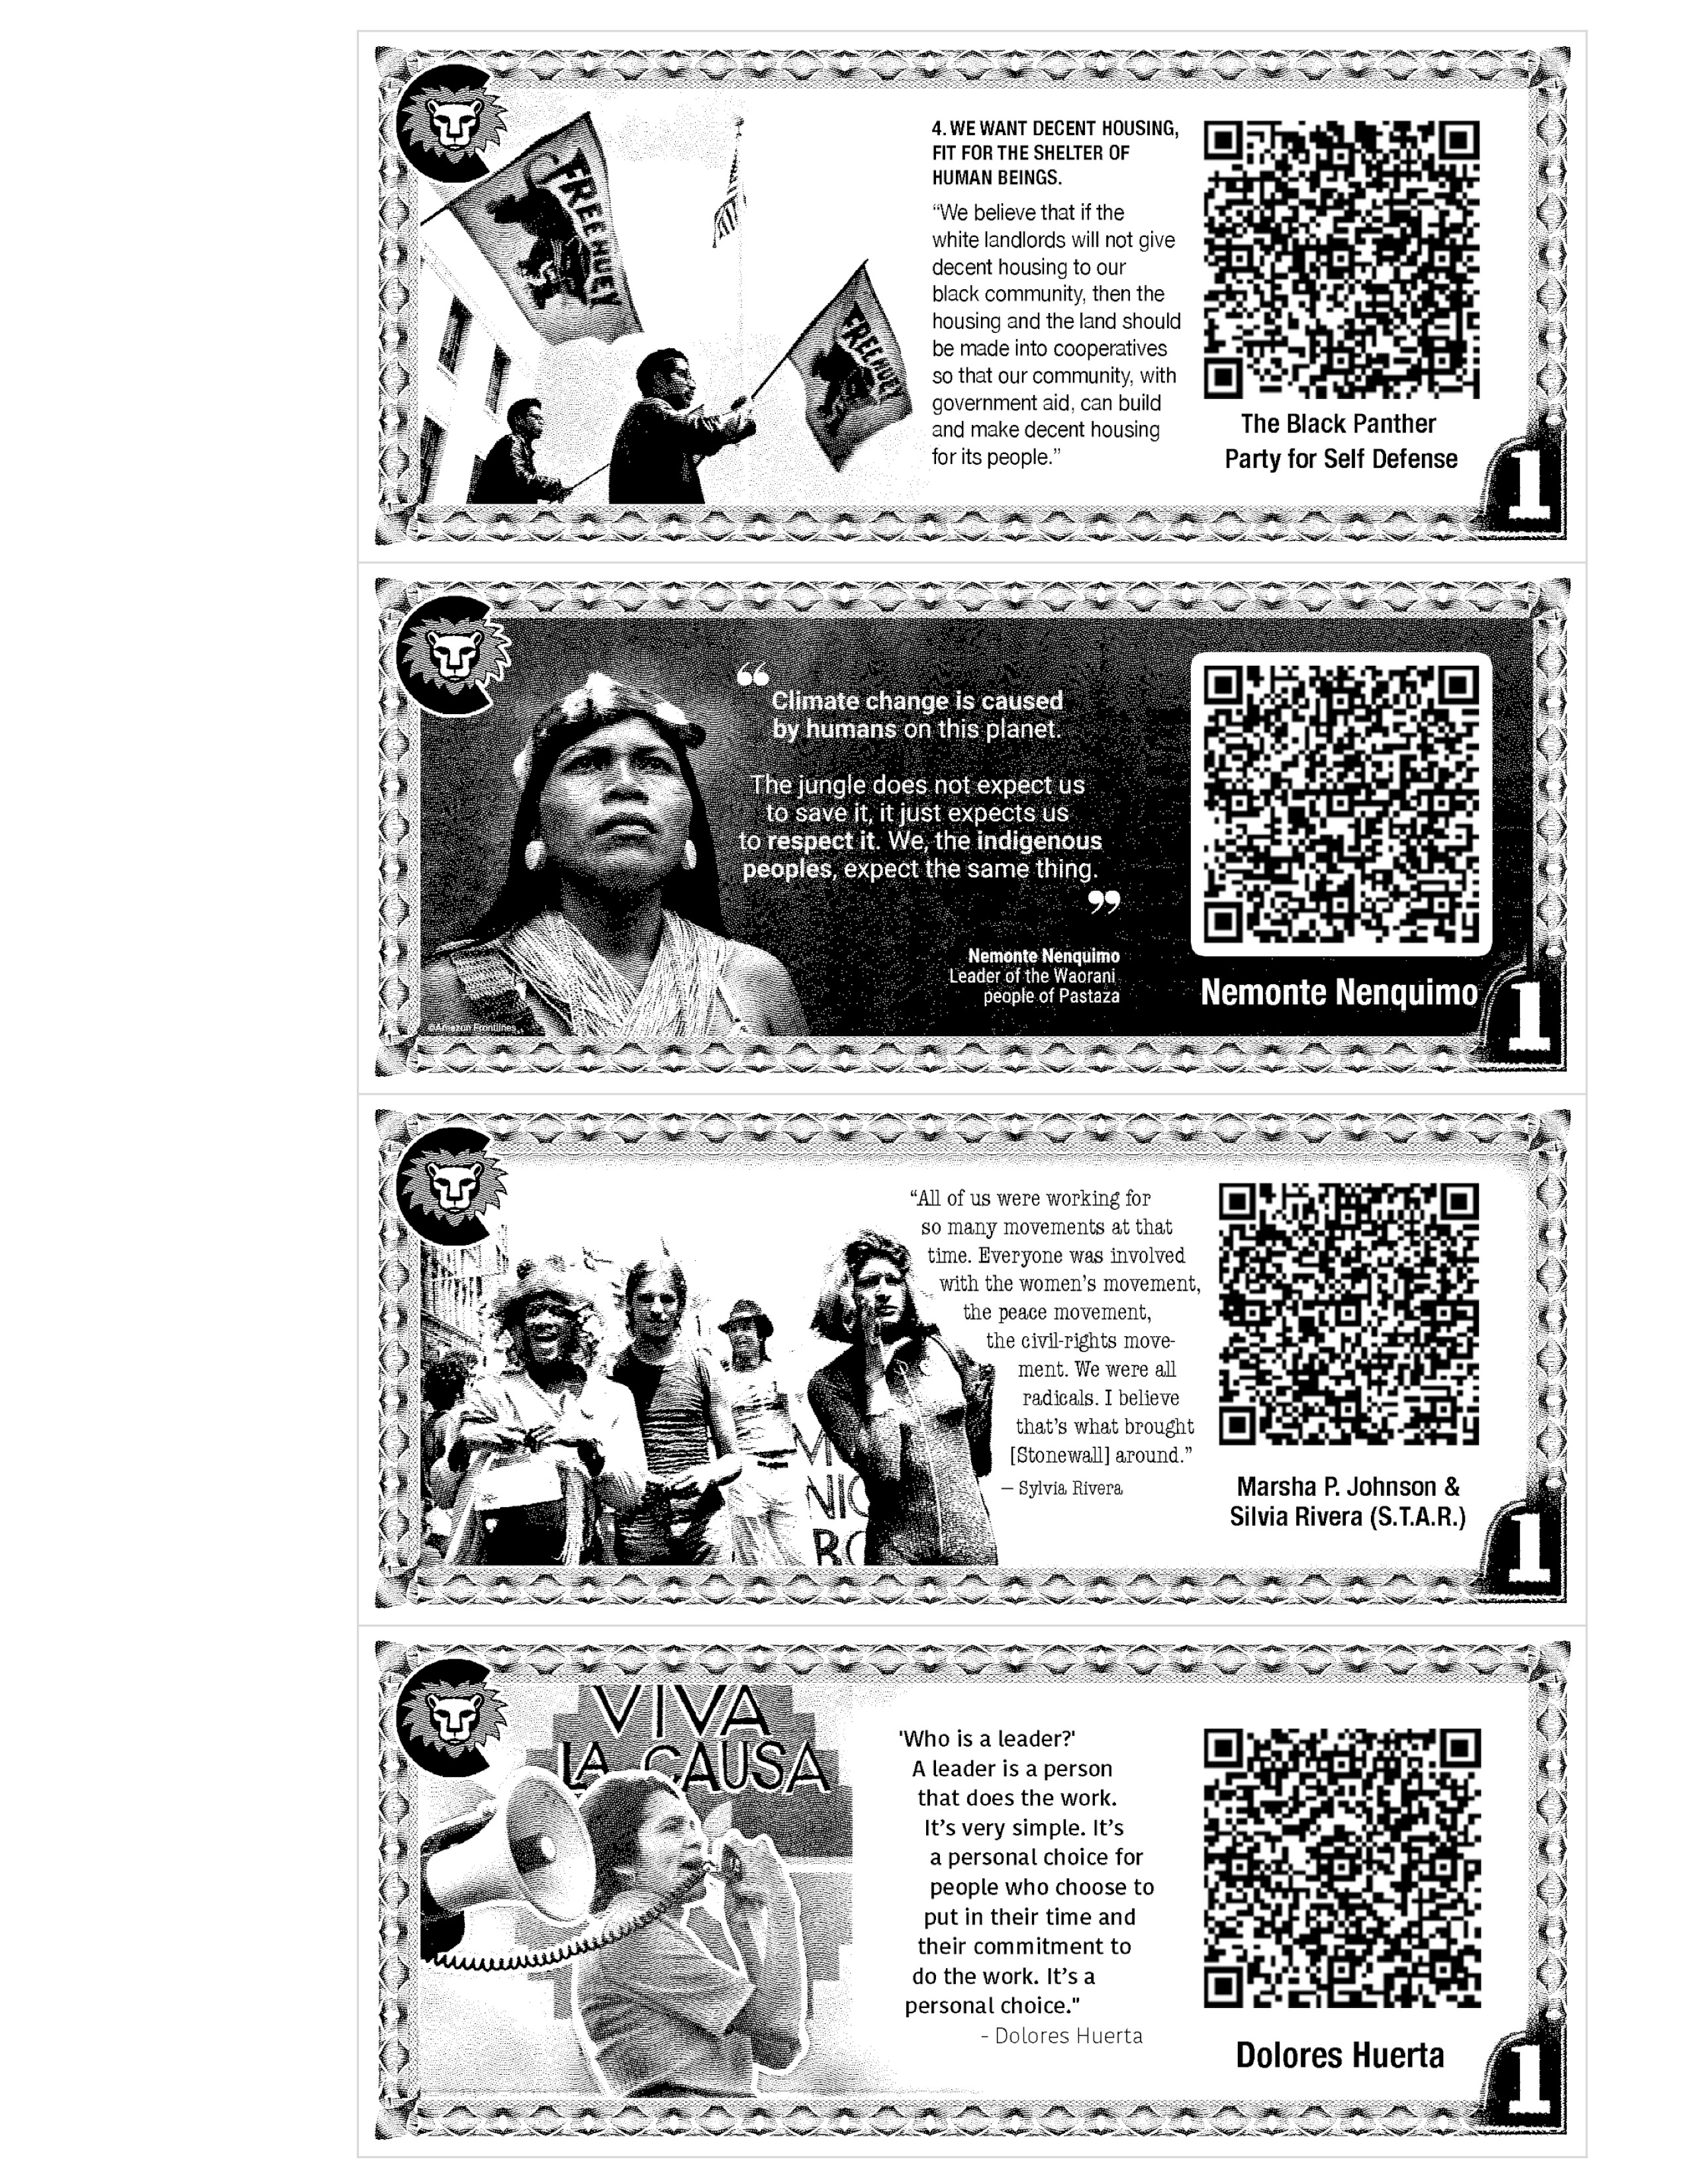 FREE HUEY
FREE HUEY
4. WE WANT DECENT HOUSING,
FIT FOR THE SHELTER OF
HUMAN BEINGS.
“We believe that if the
white landlords will not give
decent housing to our
black community, then the
housing and the land should
be made into cooperatives
so that our community, with
government aid, can build
and make decent housing
for its people.”
The Black Panther
Party for Self Defense
1
“
Climate change is caused
by humans on this planet.
The jungle does not expect us
to save it, it just expects us
to respect it. We, the indigenous
peoples, expect the same thing.
”
Nemonte Nenquimo
Leader of the Waorani
people of Pastaza
©Amazon Frontlines
Nemonte Nenquimo
1
“All of us were working for
so many movements at that
time. Everyone was involved
with the women’s movement,
the peace movement,
the civil-rights move-
ment. We were all
radicals. I believe
that’s what brought
[Stonewall] around.”
– Sylvia Rivera
Marsha P. Johnson &
Silvia Rivera (S.T.A.R.)
1
VIVA
LA CAUSA
'Who is a leader?'
A leader is a person
that does the work.
It’s very simple. It’s
a personal choice for
people who choose to
put in their time and
their commitment to
do the work. It’s a
personal choice."
- Dolores Huerta
Dolores Huerta
1